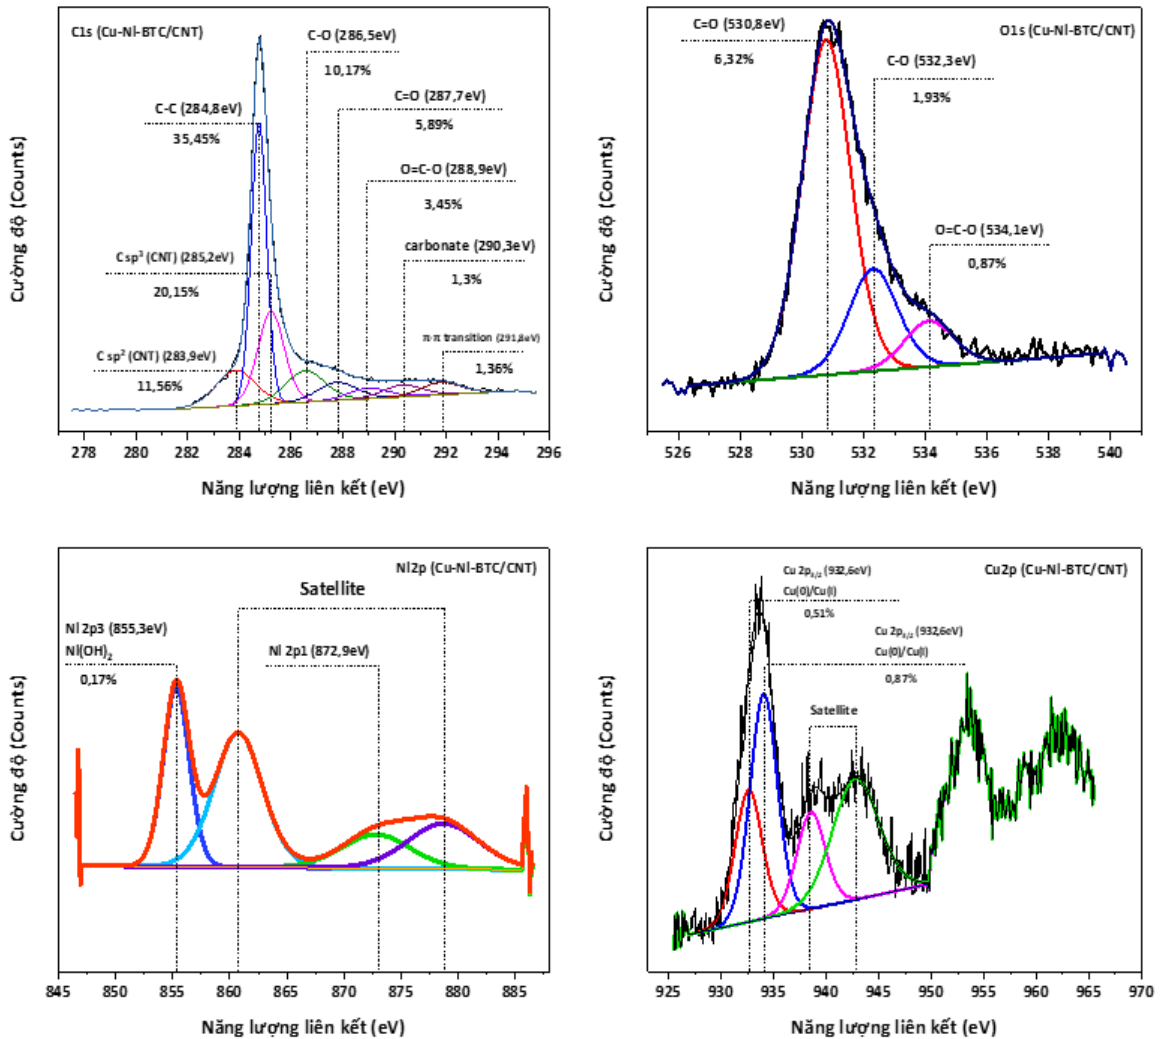 C1s (Cu-Ni-BTC/CNT)
C-O (286,5eV)
10,17%
C=O (287,7eV)
5,89%
C-C (284,8eV)
35,45%
O=C-O (288,9eV)
3,45%
C sp³ (CNT) (285,2eV)
20,15%
carbonate (290,3eV)
1,3%
C sp² (CNT) (283,9eV)
11,56%
π-π transition (291,8eV)
1,36%
Cường độ (Counts)
278 280 282 284 286 288 290 292 294 296
Năng lượng liên kết (eV)
C=O (530,8eV)
6,32%
O1s (Cu-Ni-BTC/CNT)
C-O (532,3eV)
1,93%
O=C-O (534,1eV)
0,87%
Cường độ (Counts)
526 528 530 532 534 536 538 540
Năng lượng liên kết (eV)
Ni2p (Cu-Ni-BTC/CNT)
Satellite
Ni 2p3 (855,3eV)
Ni(OH)₂
0,17%
Ni 2p1 (872,9eV)
Cường độ (Counts)
845 850 855 860 865 870 875 880 885
Năng lượng liên kết (eV)
Cu 2p₃/₂ (932,6eV)
Cu(0)/Cu(I)
0,51%
Cu2p (Cu-Ni-BTC/CNT)
Cu 2p₃/₂ (932,6eV)
Cu(0)/Cu(I)
0,87%
Satellite
Cường độ (Counts)
925 930 935 940 945 950 955 960 965 970
Năng lượng liên kết (eV)